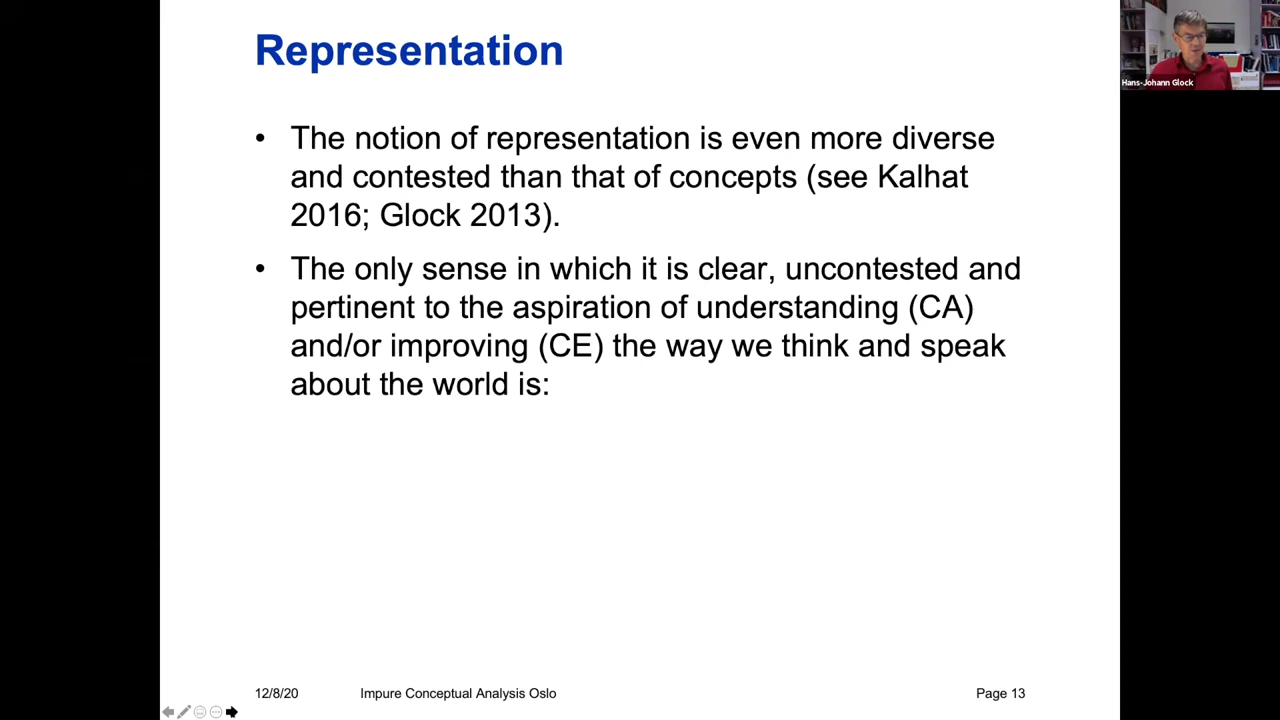 Representation
Hans-Johann Glock
• The notion of representation is even more diverse
and contested than that of concepts (see Kalhat
2016; Glock 2013).
• The only sense in which it is clear, uncontested and
pertinent to the aspiration of understanding (CA)
and/or improving (CE) the way we think and speak
about the world is:
12/8/20
Impure Conceptual Analysis Oslo
Page 13